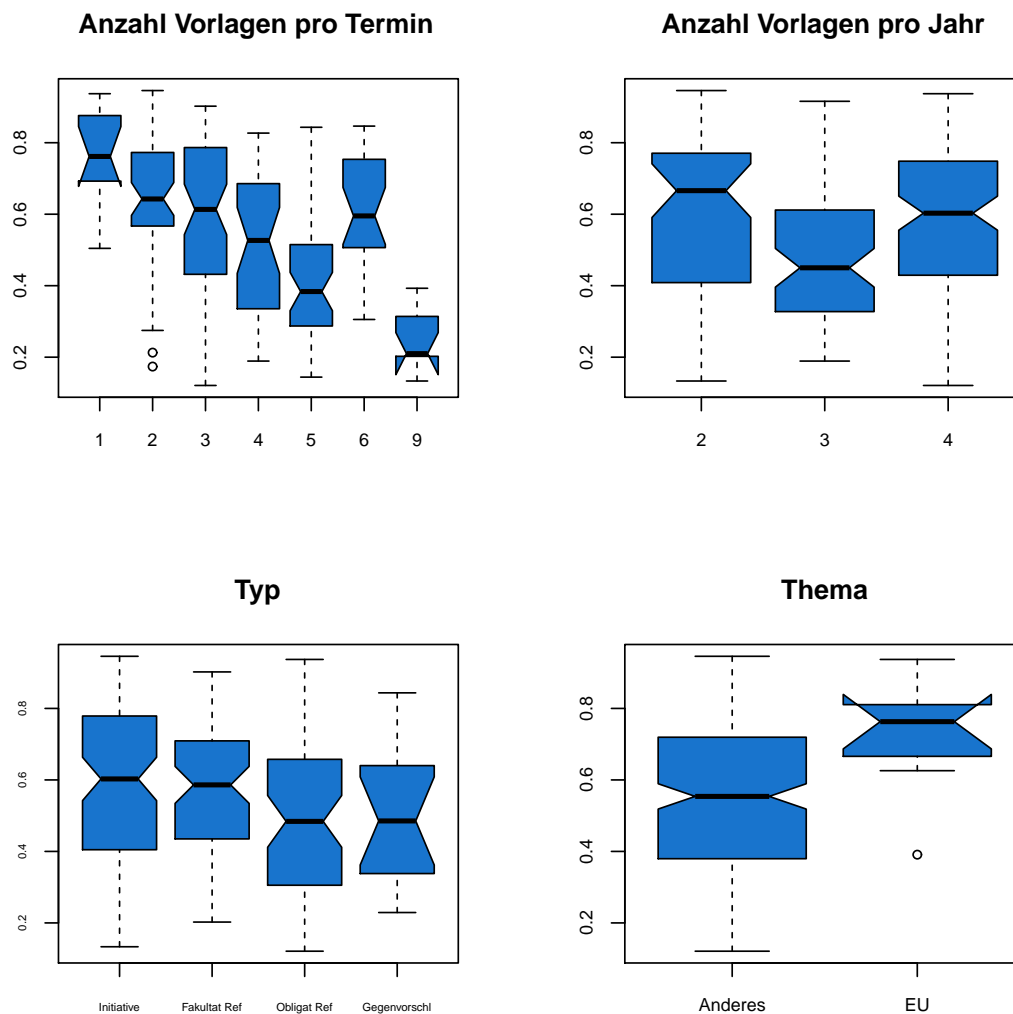 Anzahl Vorlagen pro Termin
0.8
0.6
0.4
0.2
1 2 3 4 5 6 9
Anzahl Vorlagen pro Jahr
0.8
0.6
0.4
0.2
2 3 4
Typ
0.8
0.6
0.4
0.2
Initiative Fakultat Ref Obligat Ref Gegenvorschl
Thema
0.8
0.6
0.4
0.2
Anderes EU